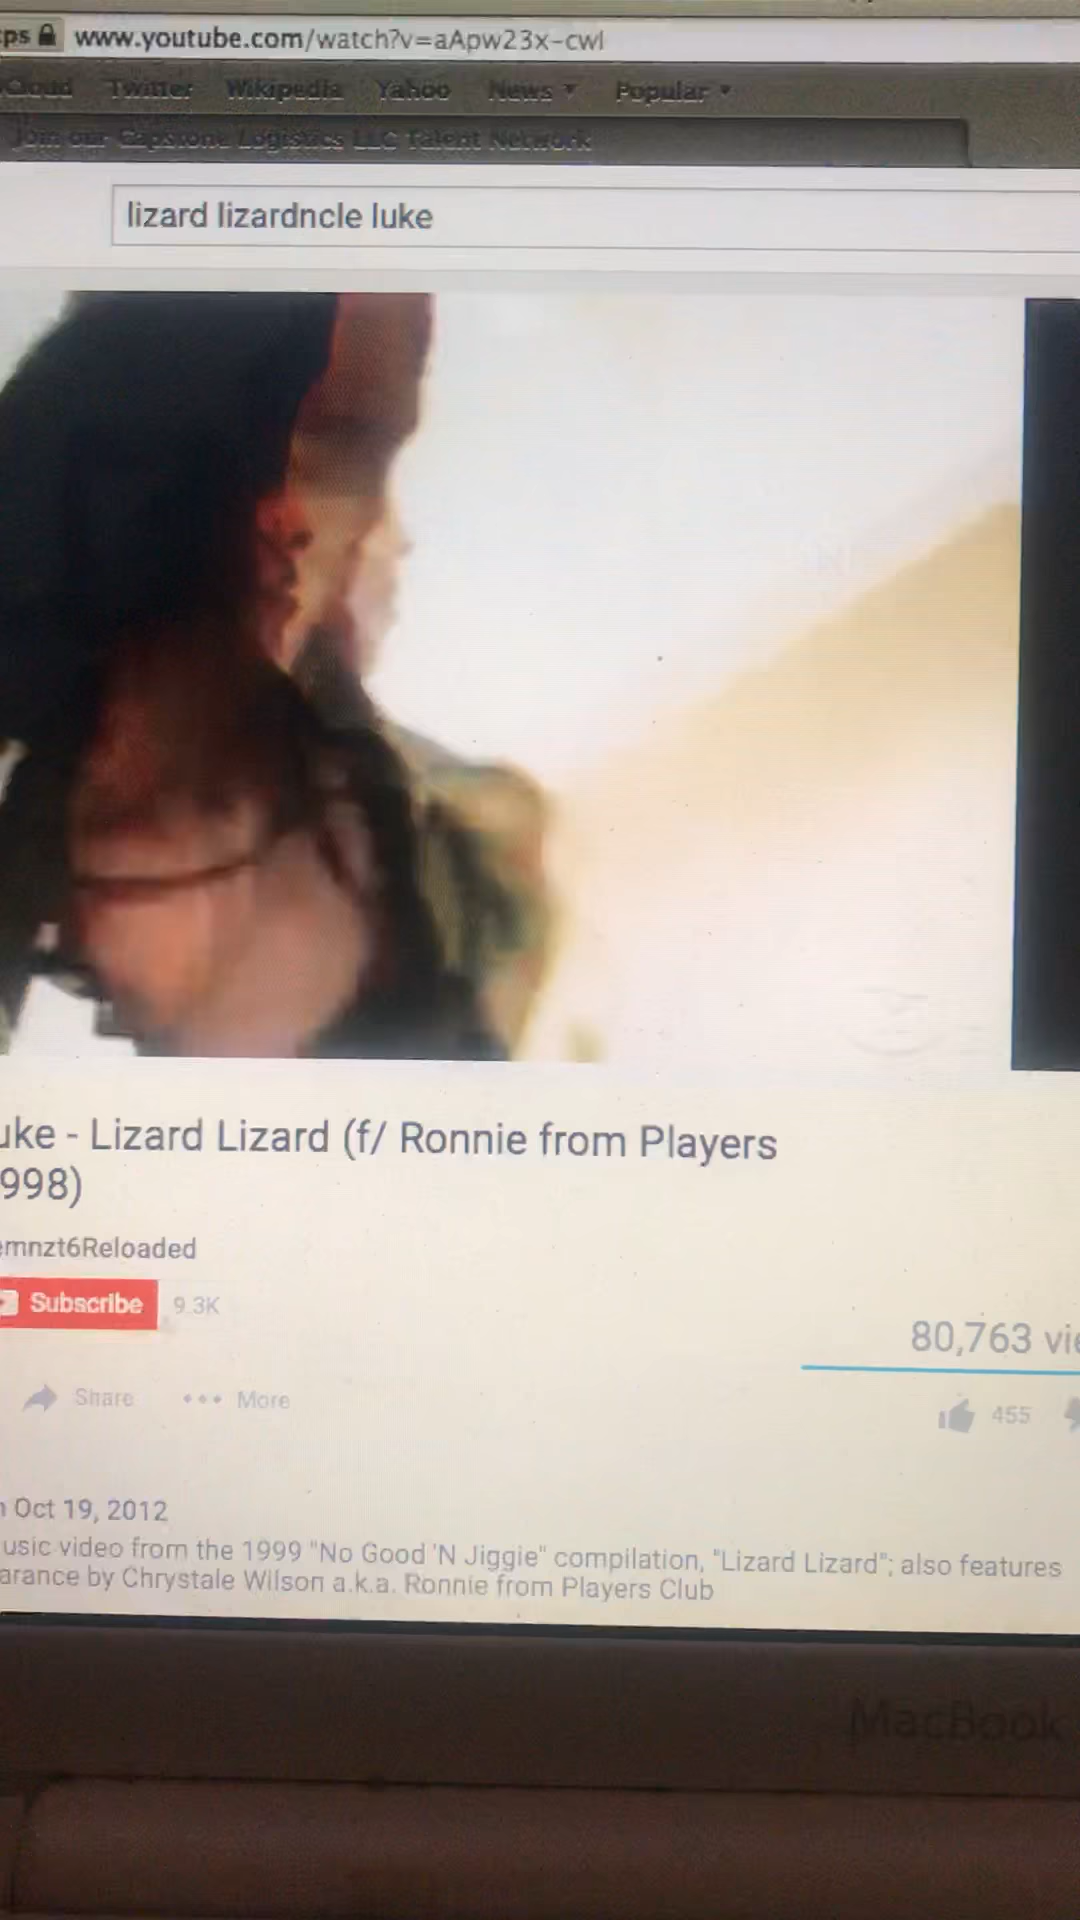 ps www.youtube.com/watch?v=aApw23x-cwI
Cloud Twitter Wikipedia Yahoo News Popular
Join our Capstone Logistics LLC Talent Network
lizard lizardncle luke
uke - Lizard Lizard (f/ Ronnie from Players
998)
emnzt6Reloaded
Subscribe 9.3K
80,763 vie
Share More
455
Oct 19, 2012
usic video from the 1999 "No Good 'N Jiggie" compilation, "Lizard Lizard"; also features
arance by Chrystale Wilson a.k.a. Ronnie from Players Club
MacBook